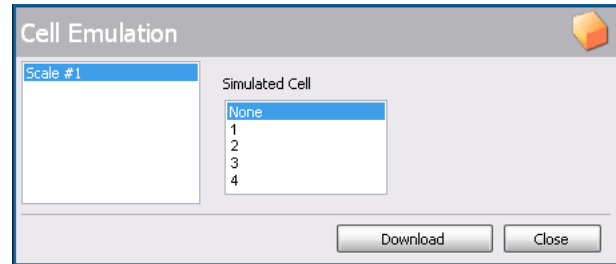 Cell Emulation
Scale #1
Simulated Cell
None
1
2
3
4
Download
Close